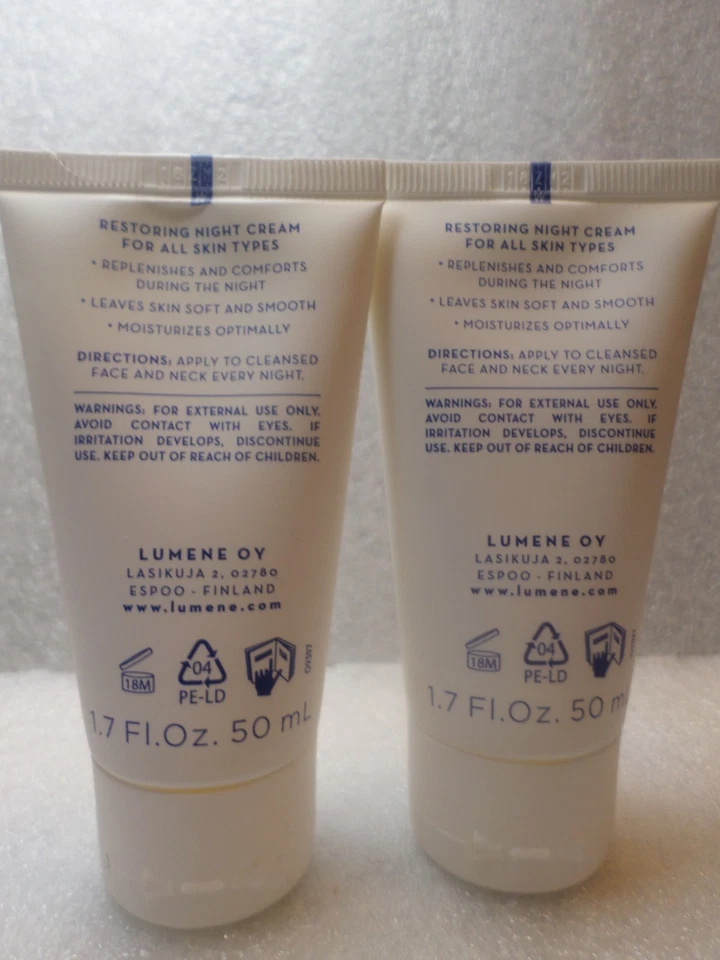 RESTORING NIGHT CREAM
FOR ALL SKIN TYPES
• REPLENISHES AND COMFORTS
DURING THE NIGHT
• LEAVES SKIN SOFT AND SMOOTH
• MOISTURIZES OPTIMALLY
DIRECTIONS: APPLY TO CLEANSED
FACE AND NECK EVERY NIGHT.
WARNINGS: FOR EXTERNAL USE ONLY.
AVOID CONTACT WITH EYES. IF
IRRITATION DEVELOPS, DISCONTINUE
USE. KEEP OUT OF REACH OF CHILDREN.
LUMENE OY
LASIKUJA 2, 02780
ESPOO - FINLAND
www.lumene.com
18M
04
PE-LD
1.7 Fl.Oz. 50 mL
RESTORING NIGHT CREAM
FOR ALL SKIN TYPES
• REPLENISHES AND COMFORTS
DURING THE NIGHT
• LEAVES SKIN SOFT AND SMOOTH
• MOISTURIZES OPTIMALLY
DIRECTIONS: APPLY TO CLEANSED
FACE AND NECK EVERY NIGHT.
WARNINGS: FOR EXTERNAL USE ONLY.
AVOID CONTACT WITH EYES. IF
IRRITATION DEVELOPS, DISCONTINUE
USE. KEEP OUT OF REACH OF CHILDREN.
LUMENE OY
LASIKUJA 2, 02780
ESPOO - FINLAND
www.lumene.com
18M
04
PE-LD
1.7 Fl.Oz. 50 m